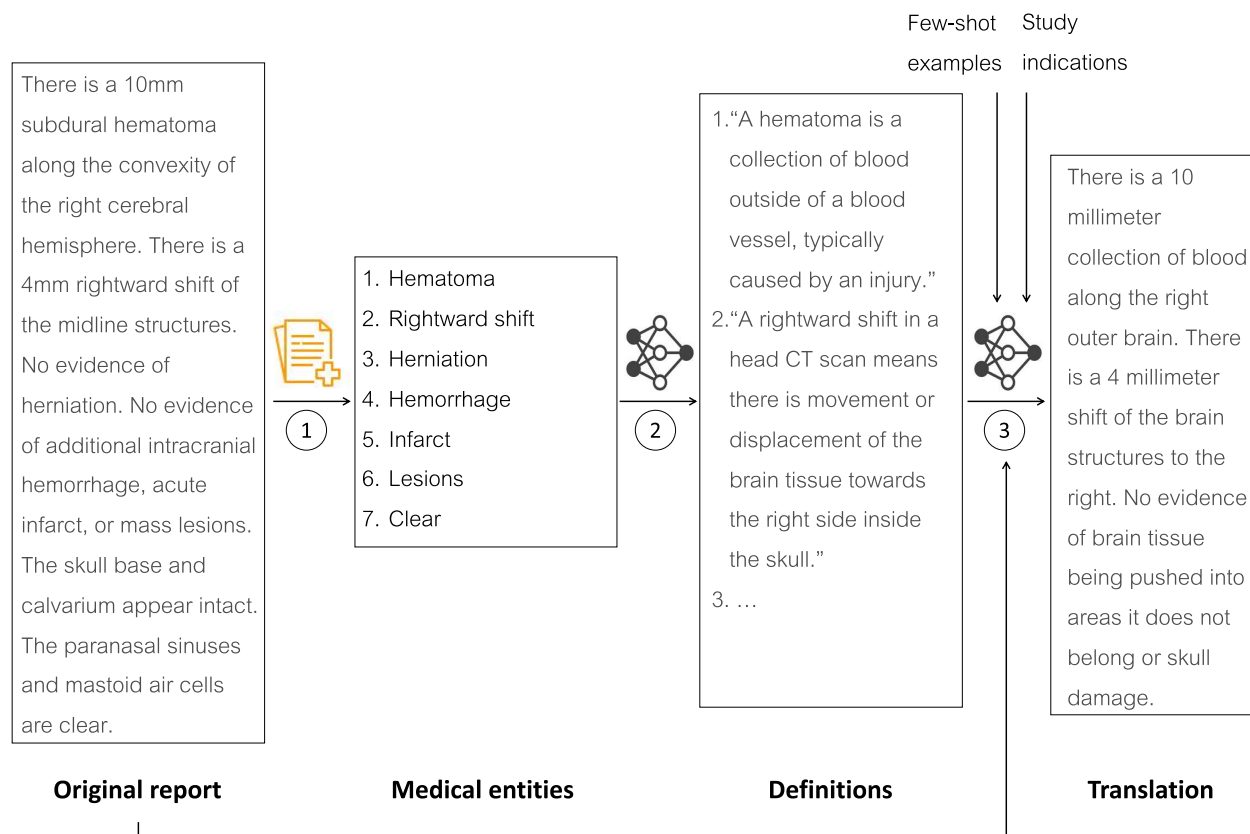 Few-shot
examples
Study
indications
There is a 10mm
subdural hematoma
along the convexity of
the right cerebral
hemisphere. There is a
4mm rightward shift of
the midline structures.
No evidence of
herniation. No evidence
of additional intracranial
hemorrhage, acute
infarct, or mass lesions.
The skull base and
calvarium appear intact.
The paranasal sinuses
and mastoid air cells
are clear.
1
1. Hematoma
2. Rightward shift
3. Herniation
4. Hemorrhage
5. Infarct
6. Lesions
7. Clear
2
1.“A hematoma is a
collection of blood
outside of a blood
vessel, typically
caused by an injury.”
2.“A rightward shift in a
head CT scan means
there is movement or
displacement of the
brain tissue towards
the right side inside
the skull.”
3. …
3
There is a 10
millimeter
collection of blood
along the right
outer brain. There
is a 4 millimeter
shift of the brain
structures to the
right. No evidence
of brain tissue
being pushed into
areas it does not
belong or skull
damage.
Original report
Medical entities
Definitions
Translation